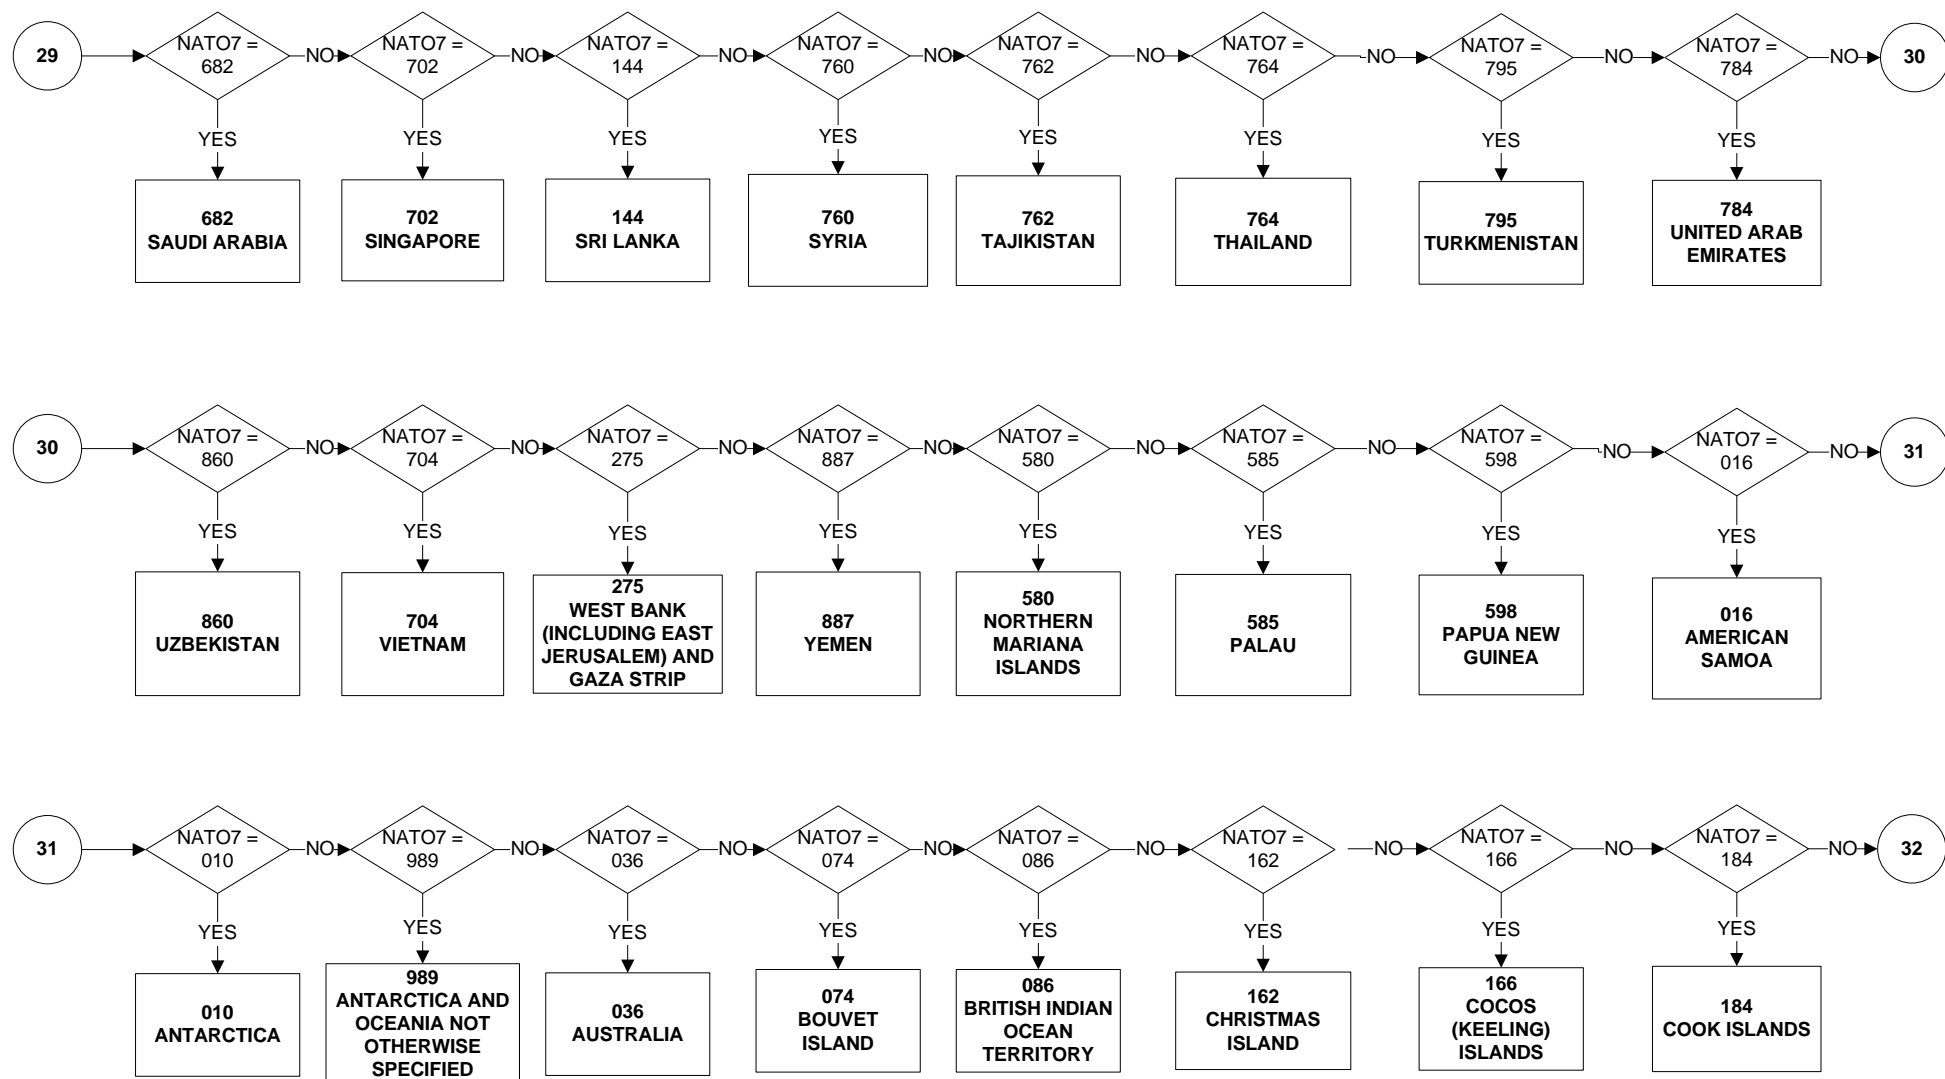 29
NATO7 =
682
NO
NATO7 =
702
NO
NATO7 =
144
NO
NATO7 =
760
NO
NATO7 =
762
NO
NATO7 =
764
NO
NATO7 =
795
NO
NATO7 =
784
NO
30
YES
YES
YES
YES
YES
YES
YES
YES
682
SAUDI ARABIA
702
SINGAPORE
144
SRI LANKA
760
SYRIA
762
TAJIKISTAN
764
THAILAND
795
TURKMENISTAN
784
UNITED ARAB
EMIRATES
30
NATO7 =
860
NO
NATO7 =
704
NO
NATO7 =
275
NO
NATO7 =
887
NO
NATO7 =
580
NO
NATO7 =
585
NO
NATO7 =
598
NO
NATO7 =
016
NO
31
YES
YES
YES
YES
YES
YES
YES
YES
860
UZBEKISTAN
704
VIETNAM
275
WEST BANK
(INCLUDING EAST
JERUSALEM) AND
GAZA STRIP
887
YEMEN
580
NORTHERN
MARIANA
ISLANDS
585
PALAU
598
PAPUA NEW
GUINEA
016
AMERICAN
SAMOA
31
NATO7 =
010
NO
NATO7 =
989
NO
NATO7 =
036
NO
NATO7 =
074
NO
NATO7 =
086
NO
NATO7 =
162
NO
NATO7 =
166
NO
NATO7 =
184
NO
32
YES
YES
YES
YES
YES
YES
YES
YES
010
ANTARCTICA
989
ANTARCTICA AND
OCEANIA NOT
OTHERWISE
SPECIFIED
036
AUSTRALIA
074
BOUVET
ISLAND
086
BRITISH INDIAN
OCEAN
TERRITORY
162
CHRISTMAS
ISLAND
166
COCOS
(KEELING)
ISLANDS
184
COOK ISLANDS